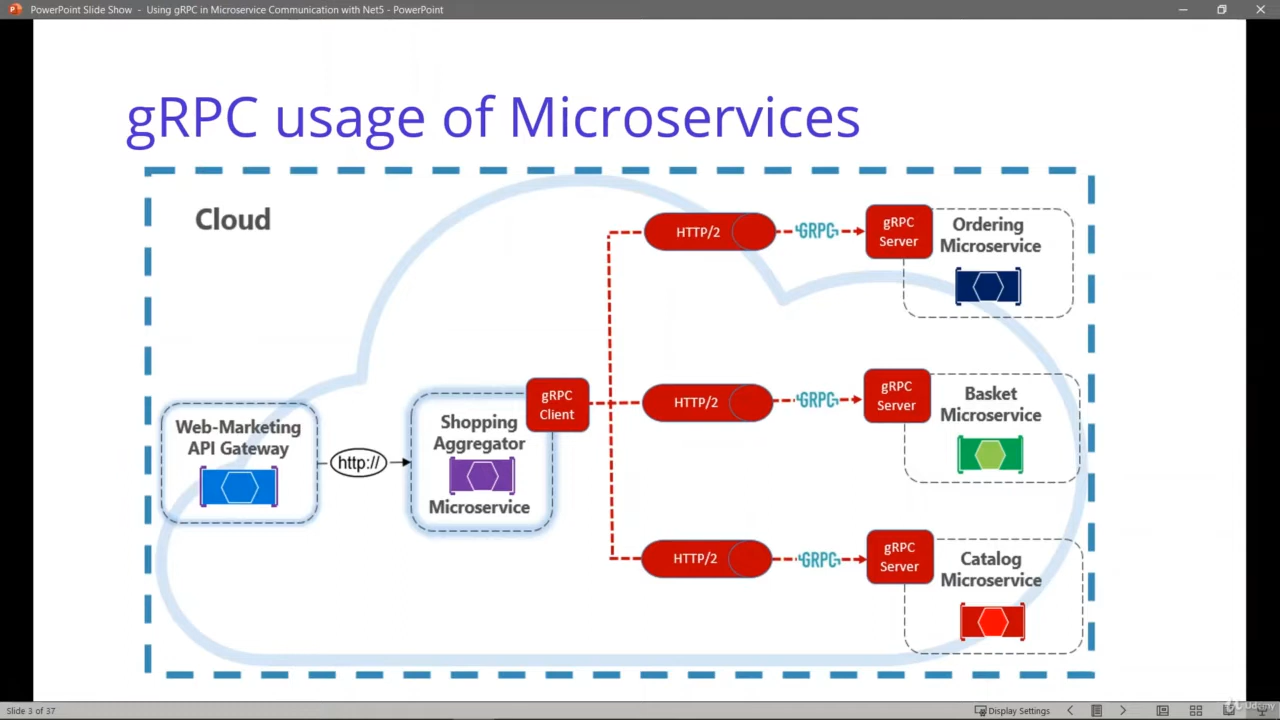 PowerPoint Slide Show - Using gRPC in Microservice Communication with Net5 - PowerPoint
gRPC usage of Microservices
Cloud
HTTP/2
GRPC
gRPC
Server
Ordering
Microservice
Web-Marketing
API Gateway
http://
Shopping
Aggregator
Microservice
gRPC
Client
HTTP/2
GRPC
gRPC
Server
Basket
Microservice
HTTP/2
GRPC
gRPC
Server
Catalog
Microservice
Slide 3 of 37
Display Settings
Udemy